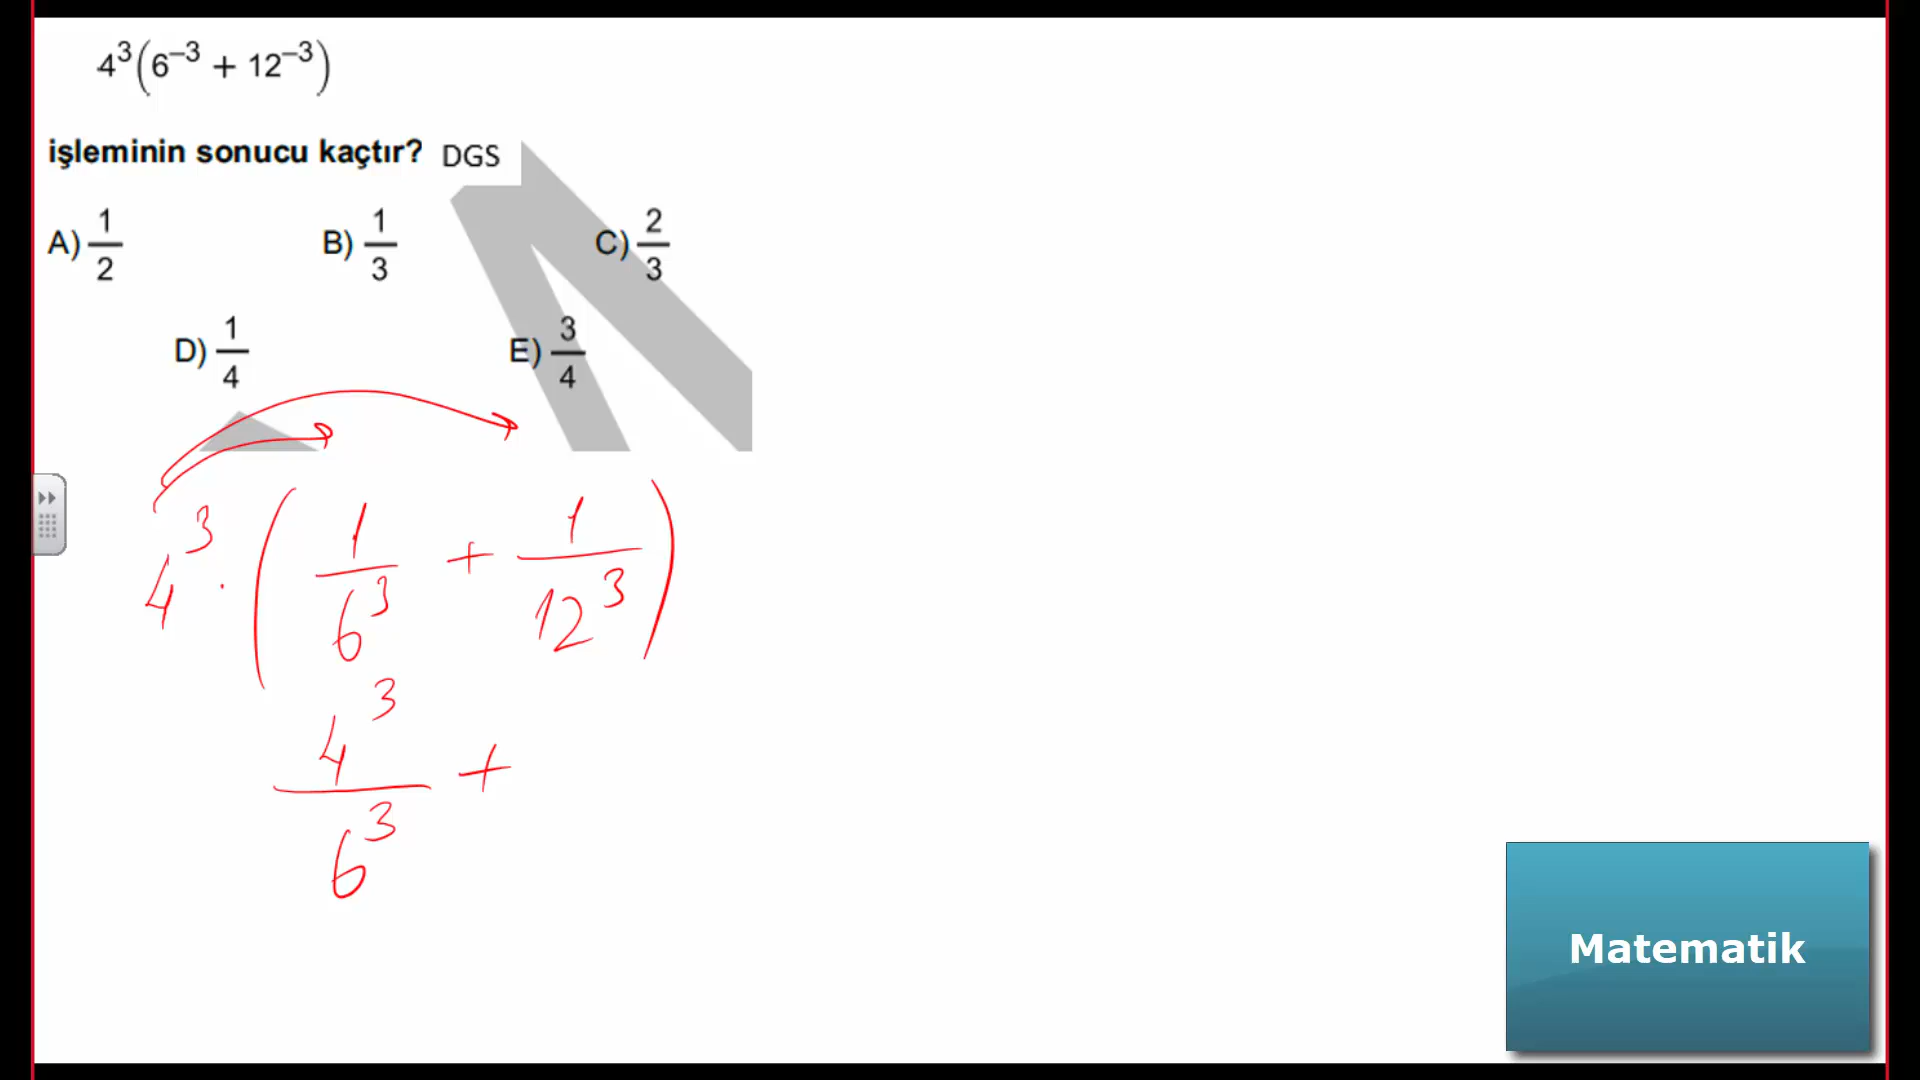 4³(6⁻³ + 12⁻³)
işleminin sonucu kaçtır? DGS
A) 1/2 B) 1/3 C) 2/3
D) 1/4 E) 3/4
4³ · (1/6³ + 1/12³)
4³/6³ +
Matematik